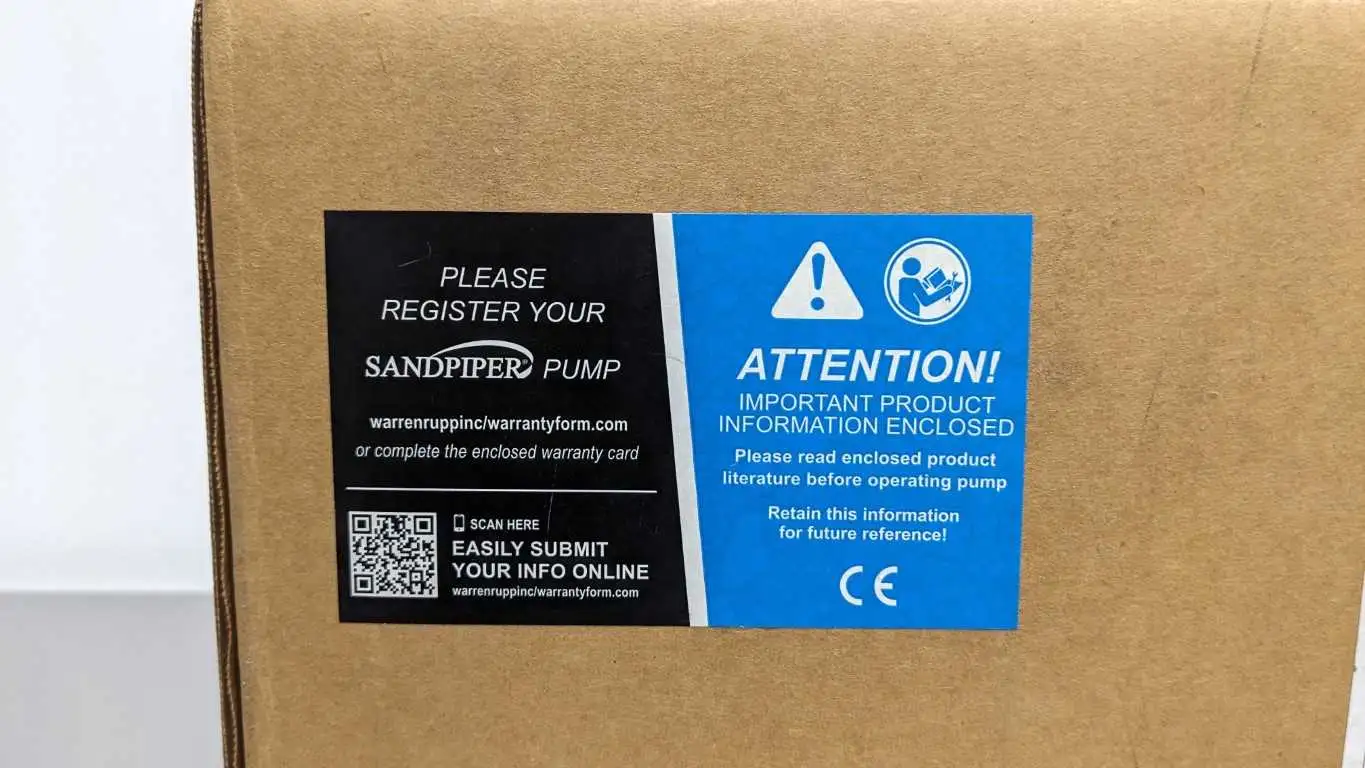 PLEASE
REGISTER YOUR
SANDPIPER® PUMP
warrenruppinc/warrantyform.com
or complete the enclosed warranty card
SCAN HERE
EASILY SUBMIT
YOUR INFO ONLINE
warrenruppinc/warrantyform.com
ATTENTION!
IMPORTANT PRODUCT
INFORMATION ENCLOSED
Please read enclosed product
literature before operating pump
Retain this information
for future reference!
CE